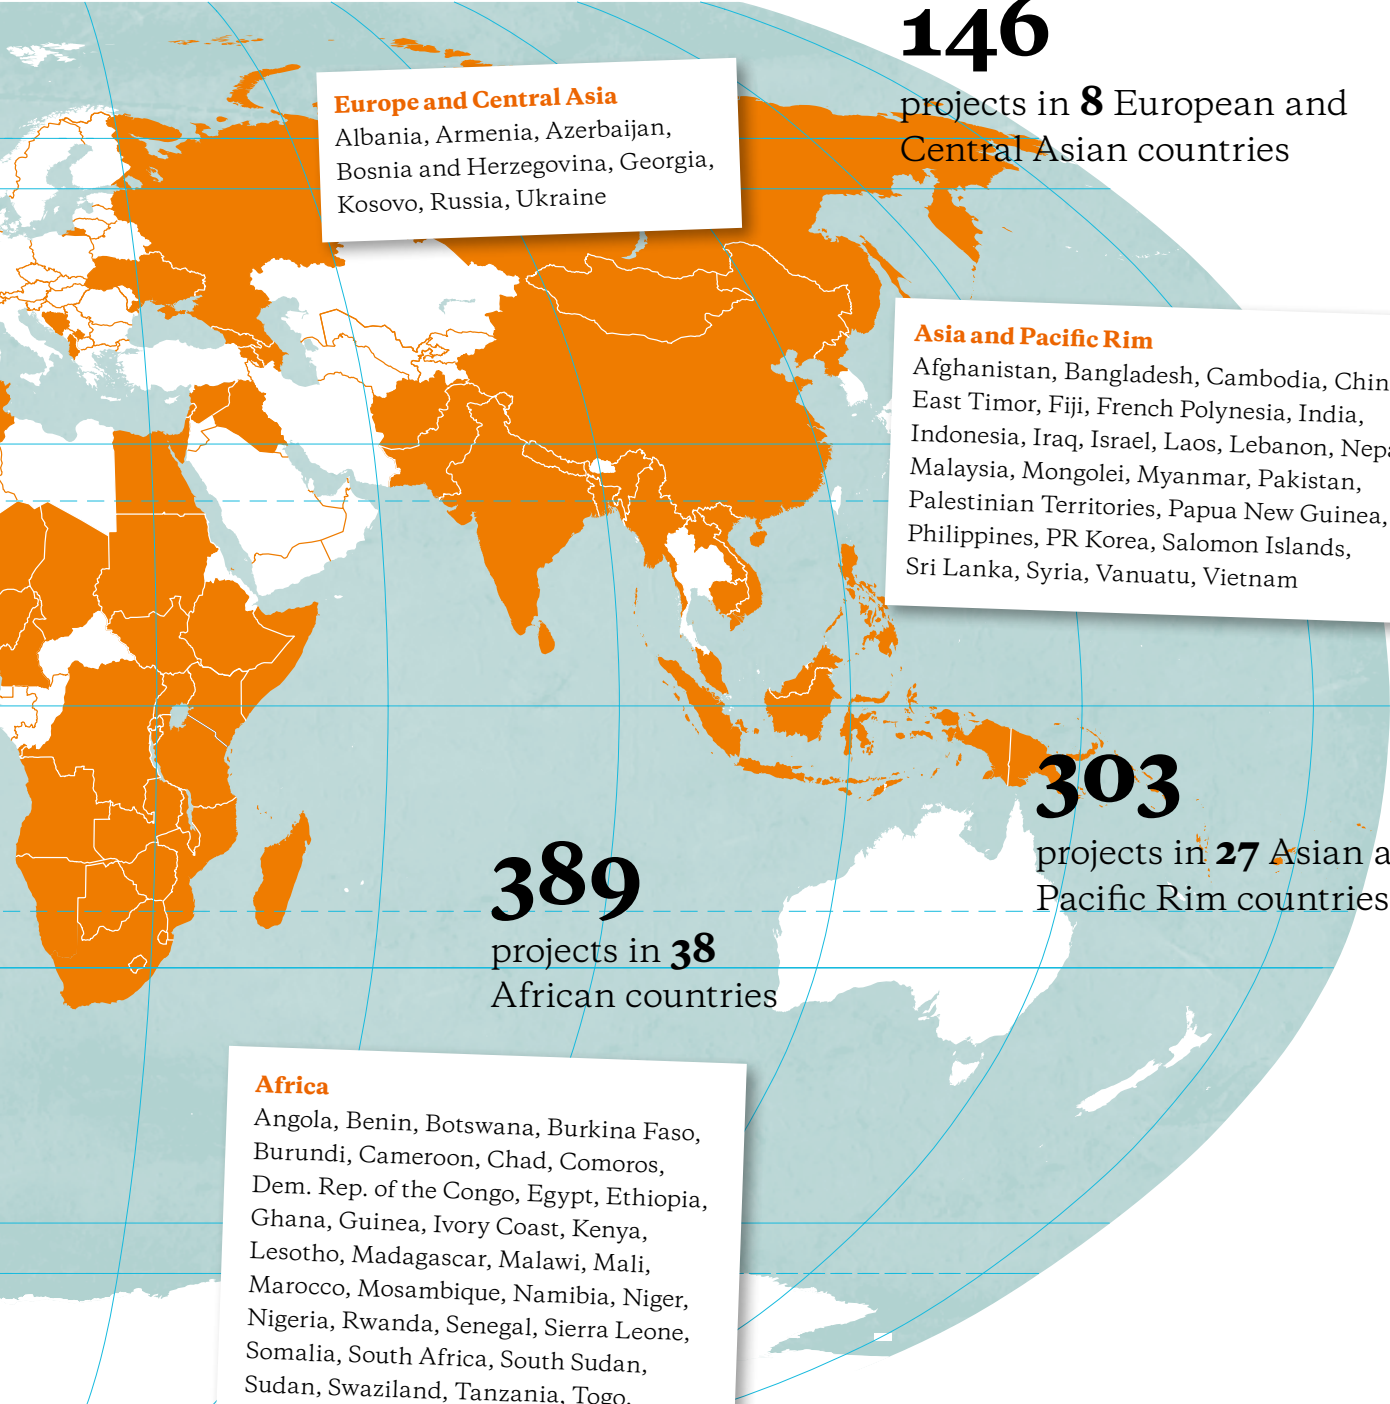 146
projects in 8 European and
Central Asian countries
Europe and Central Asia
Albania, Armenia, Azerbaijan,
Bosnia and Herzegovina, Georgia,
Kosovo, Russia, Ukraine
Asia and Pacific Rim
Afghanistan, Bangladesh, Cambodia, Chin
East Timor, Fiji, French Polynesia, India,
Indonesia, Iraq, Israel, Laos, Lebanon, Nepa
Malaysia, Mongolei, Myanmar, Pakistan,
Palestinian Territories, Papua New Guinea,
Philippines, PR Korea, Salomon Islands,
Sri Lanka, Syria, Vanuatu, Vietnam
303
projects in 27 Asian a
Pacific Rim countries
389
projects in 38
African countries
Africa
Angola, Benin, Botswana, Burkina Faso,
Burundi, Cameroon, Chad, Comoros,
Dem. Rep. of the Congo, Egypt, Ethiopia,
Ghana, Guinea, Ivory Coast, Kenya,
Lesotho, Madagascar, Malawi, Mali,
Marocco, Mosambique, Namibia, Niger,
Nigeria, Rwanda, Senegal, Sierra Leone,
Somalia, South Africa, South Sudan,
Sudan, Swaziland, Tanzania, Togo,